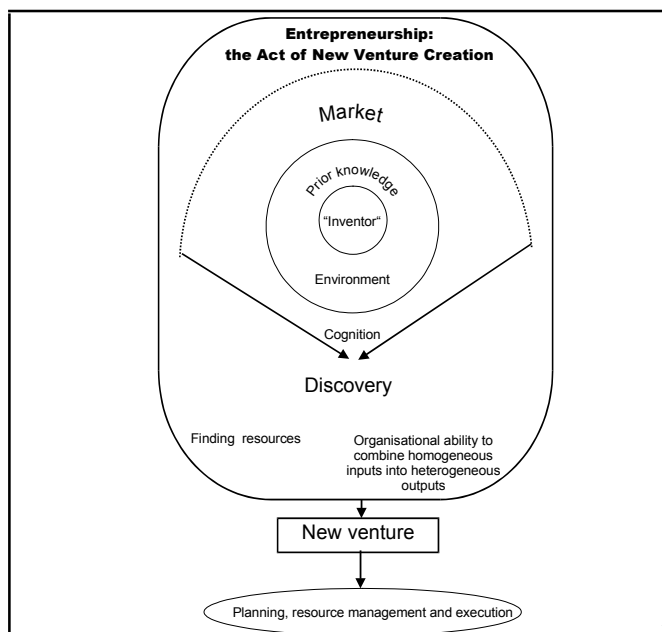 Entrepreneurship:
the Act of New Venture Creation
Market
Prior knowledge
“Inventor“
Environment
Cognition
Discovery
Finding resources
Organisational ability to
combine homogeneous
inputs into heterogeneous
outputs
New venture
Planning, resource management and execution